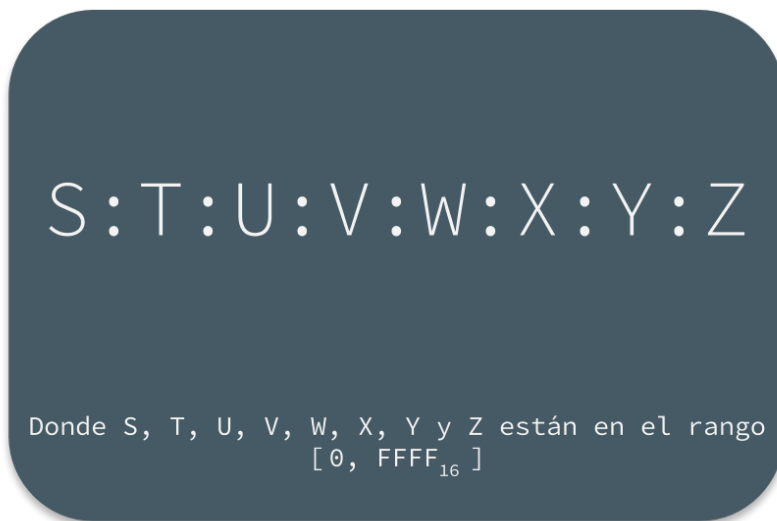 S:T:U:V:W:X:Y:Z
Donde S, T, U, V, W, X, Y y Z están en el rango
[0, FFFF₁₆ ]